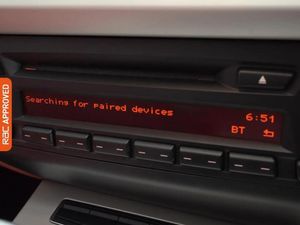 RAC APPROVED
Searching for paired devices
6:51
BT